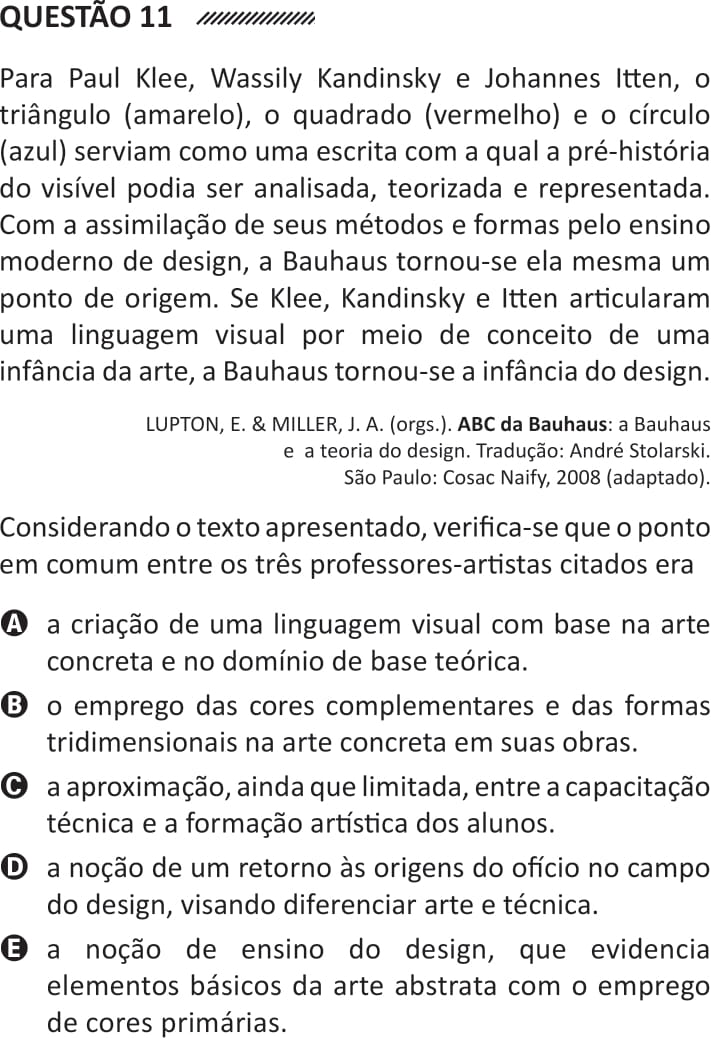 QUESTÃO 11
Para Paul Klee, Wassily Kandinsky e Johannes Itten, o
triângulo (amarelo), o quadrado (vermelho) e o círculo
(azul) serviam como uma escrita com a qual a pré-história
do visível podia ser analisada, teorizada e representada.
Com a assimilação de seus métodos e formas pelo ensino
moderno de design, a Bauhaus tornou-se ela mesma um
ponto de origem. Se Klee, Kandinsky e Itten articularam
uma linguagem visual por meio de conceito de uma
infância da arte, a Bauhaus tornou-se a infância do design.
LUPTON, E. & MILLER, J. A. (orgs.). ABC da Bauhaus: a Bauhaus
e a teoria do design. Tradução: André Stolarski.
São Paulo: Cosac Naify, 2008 (adaptado).
Considerando o texto apresentado, verifica-se que o ponto
em comum entre os três professores-artistas citados era
A a criação de uma linguagem visual com base na arte
concreta e no domínio de base teórica.
B o emprego das cores complementares e das formas
tridimensionais na arte concreta em suas obras.
C a aproximação, ainda que limitada, entre a capacitação
técnica e a formação artística dos alunos.
D a noção de um retorno às origens do ofício no campo
do design, visando diferenciar arte e técnica.
E a noção de ensino do design, que evidencia
elementos básicos da arte abstrata com o emprego
de cores primárias.